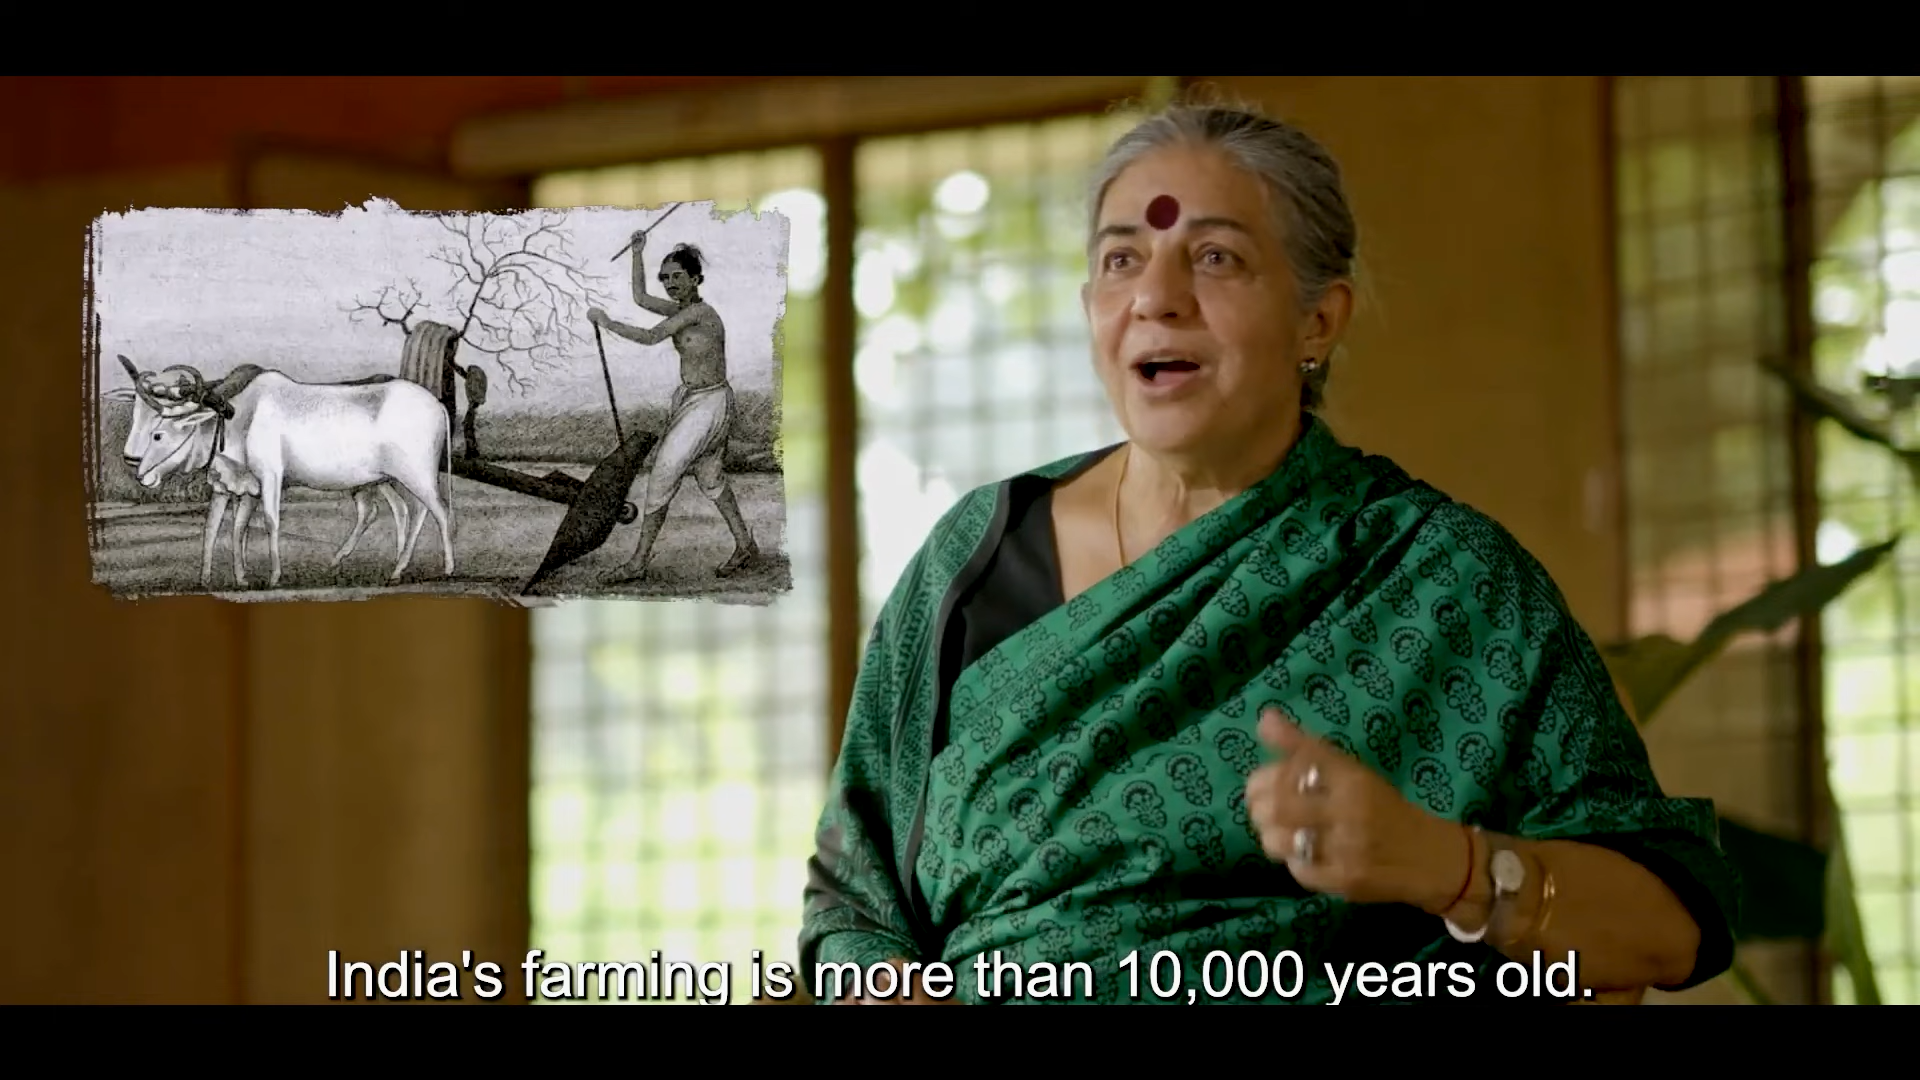 India's farming is more than 10,000 years old.